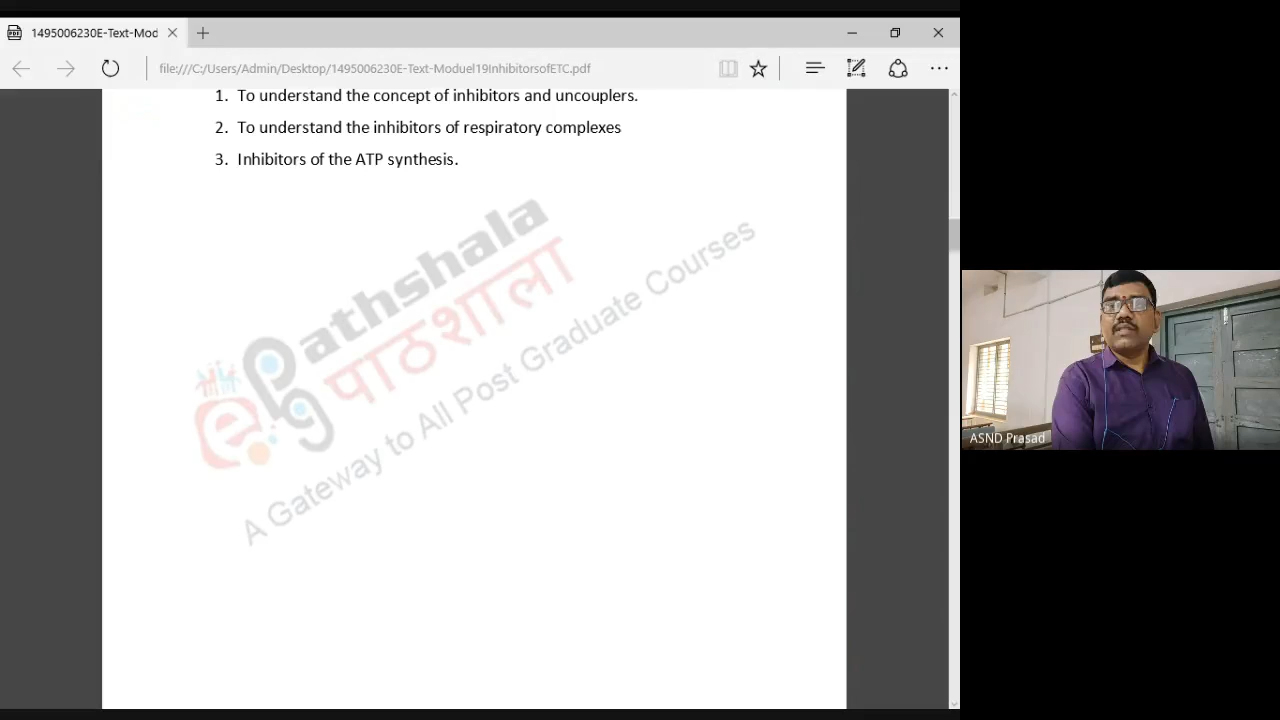 1495006230E-Text-Mod
file:///C:/Users/Admin/Desktop/1495006230E-Text-Moduel19InhibitorsofETC.pdf
1. To understand the concept of inhibitors and uncouplers.
2. To understand the inhibitors of respiratory complexes
3. Inhibitors of the ATP synthesis.
Pathshala
पाठशाला
A Gateway to All Post Graduate Courses
ASND Prasad